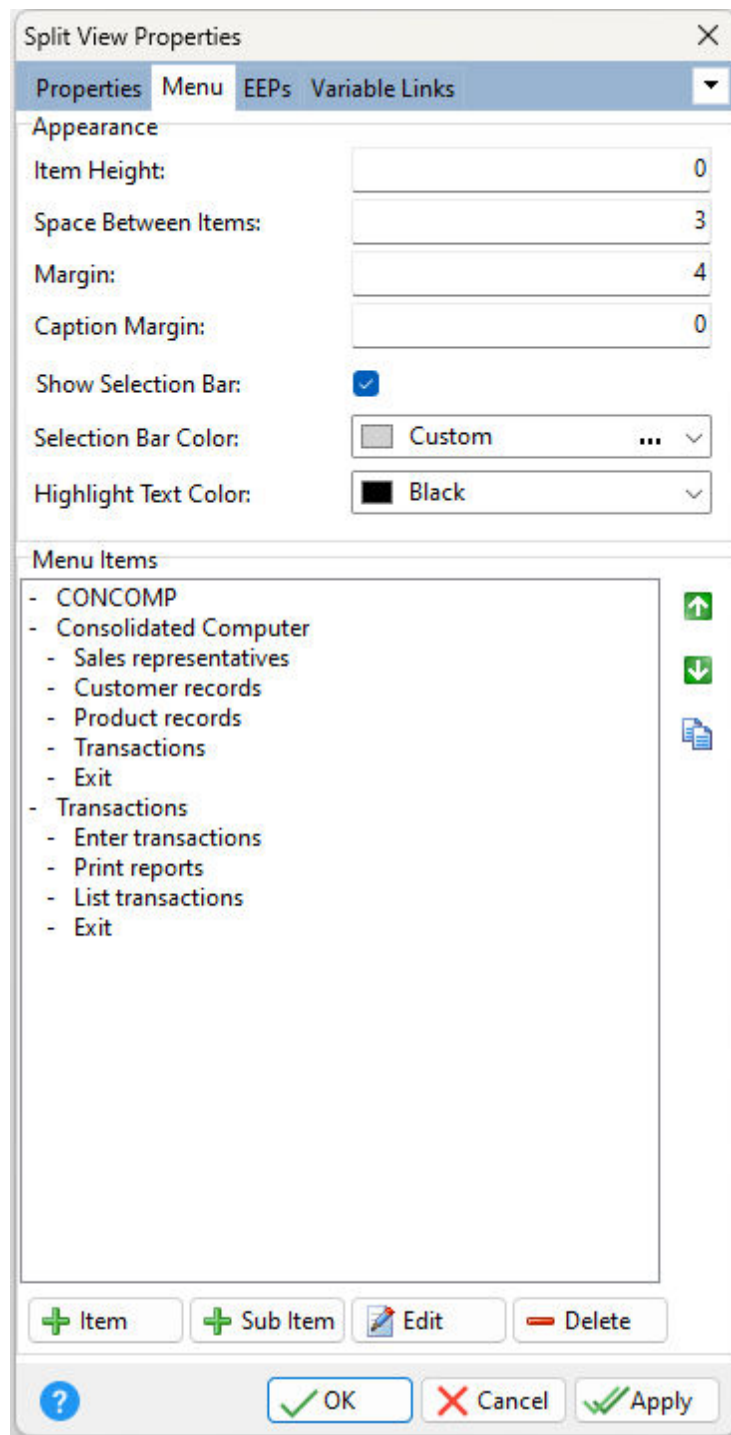 Split View Properties
Properties Menu EEPs Variable Links
Appearance
Item Height: 0
Space Between Items: 3
Margin: 4
Caption Margin: 0
Show Selection Bar:
Selection Bar Color: Custom ...
Highlight Text Color: Black
Menu Items
- CONCOMP
- Consolidated Computer
- Sales representatives
- Customer records
- Product records
- Transactions
- Exit
- Transactions
- Enter transactions
- Print reports
- List transactions
- Exit
Item Sub Item Edit Delete
? OK Cancel Apply